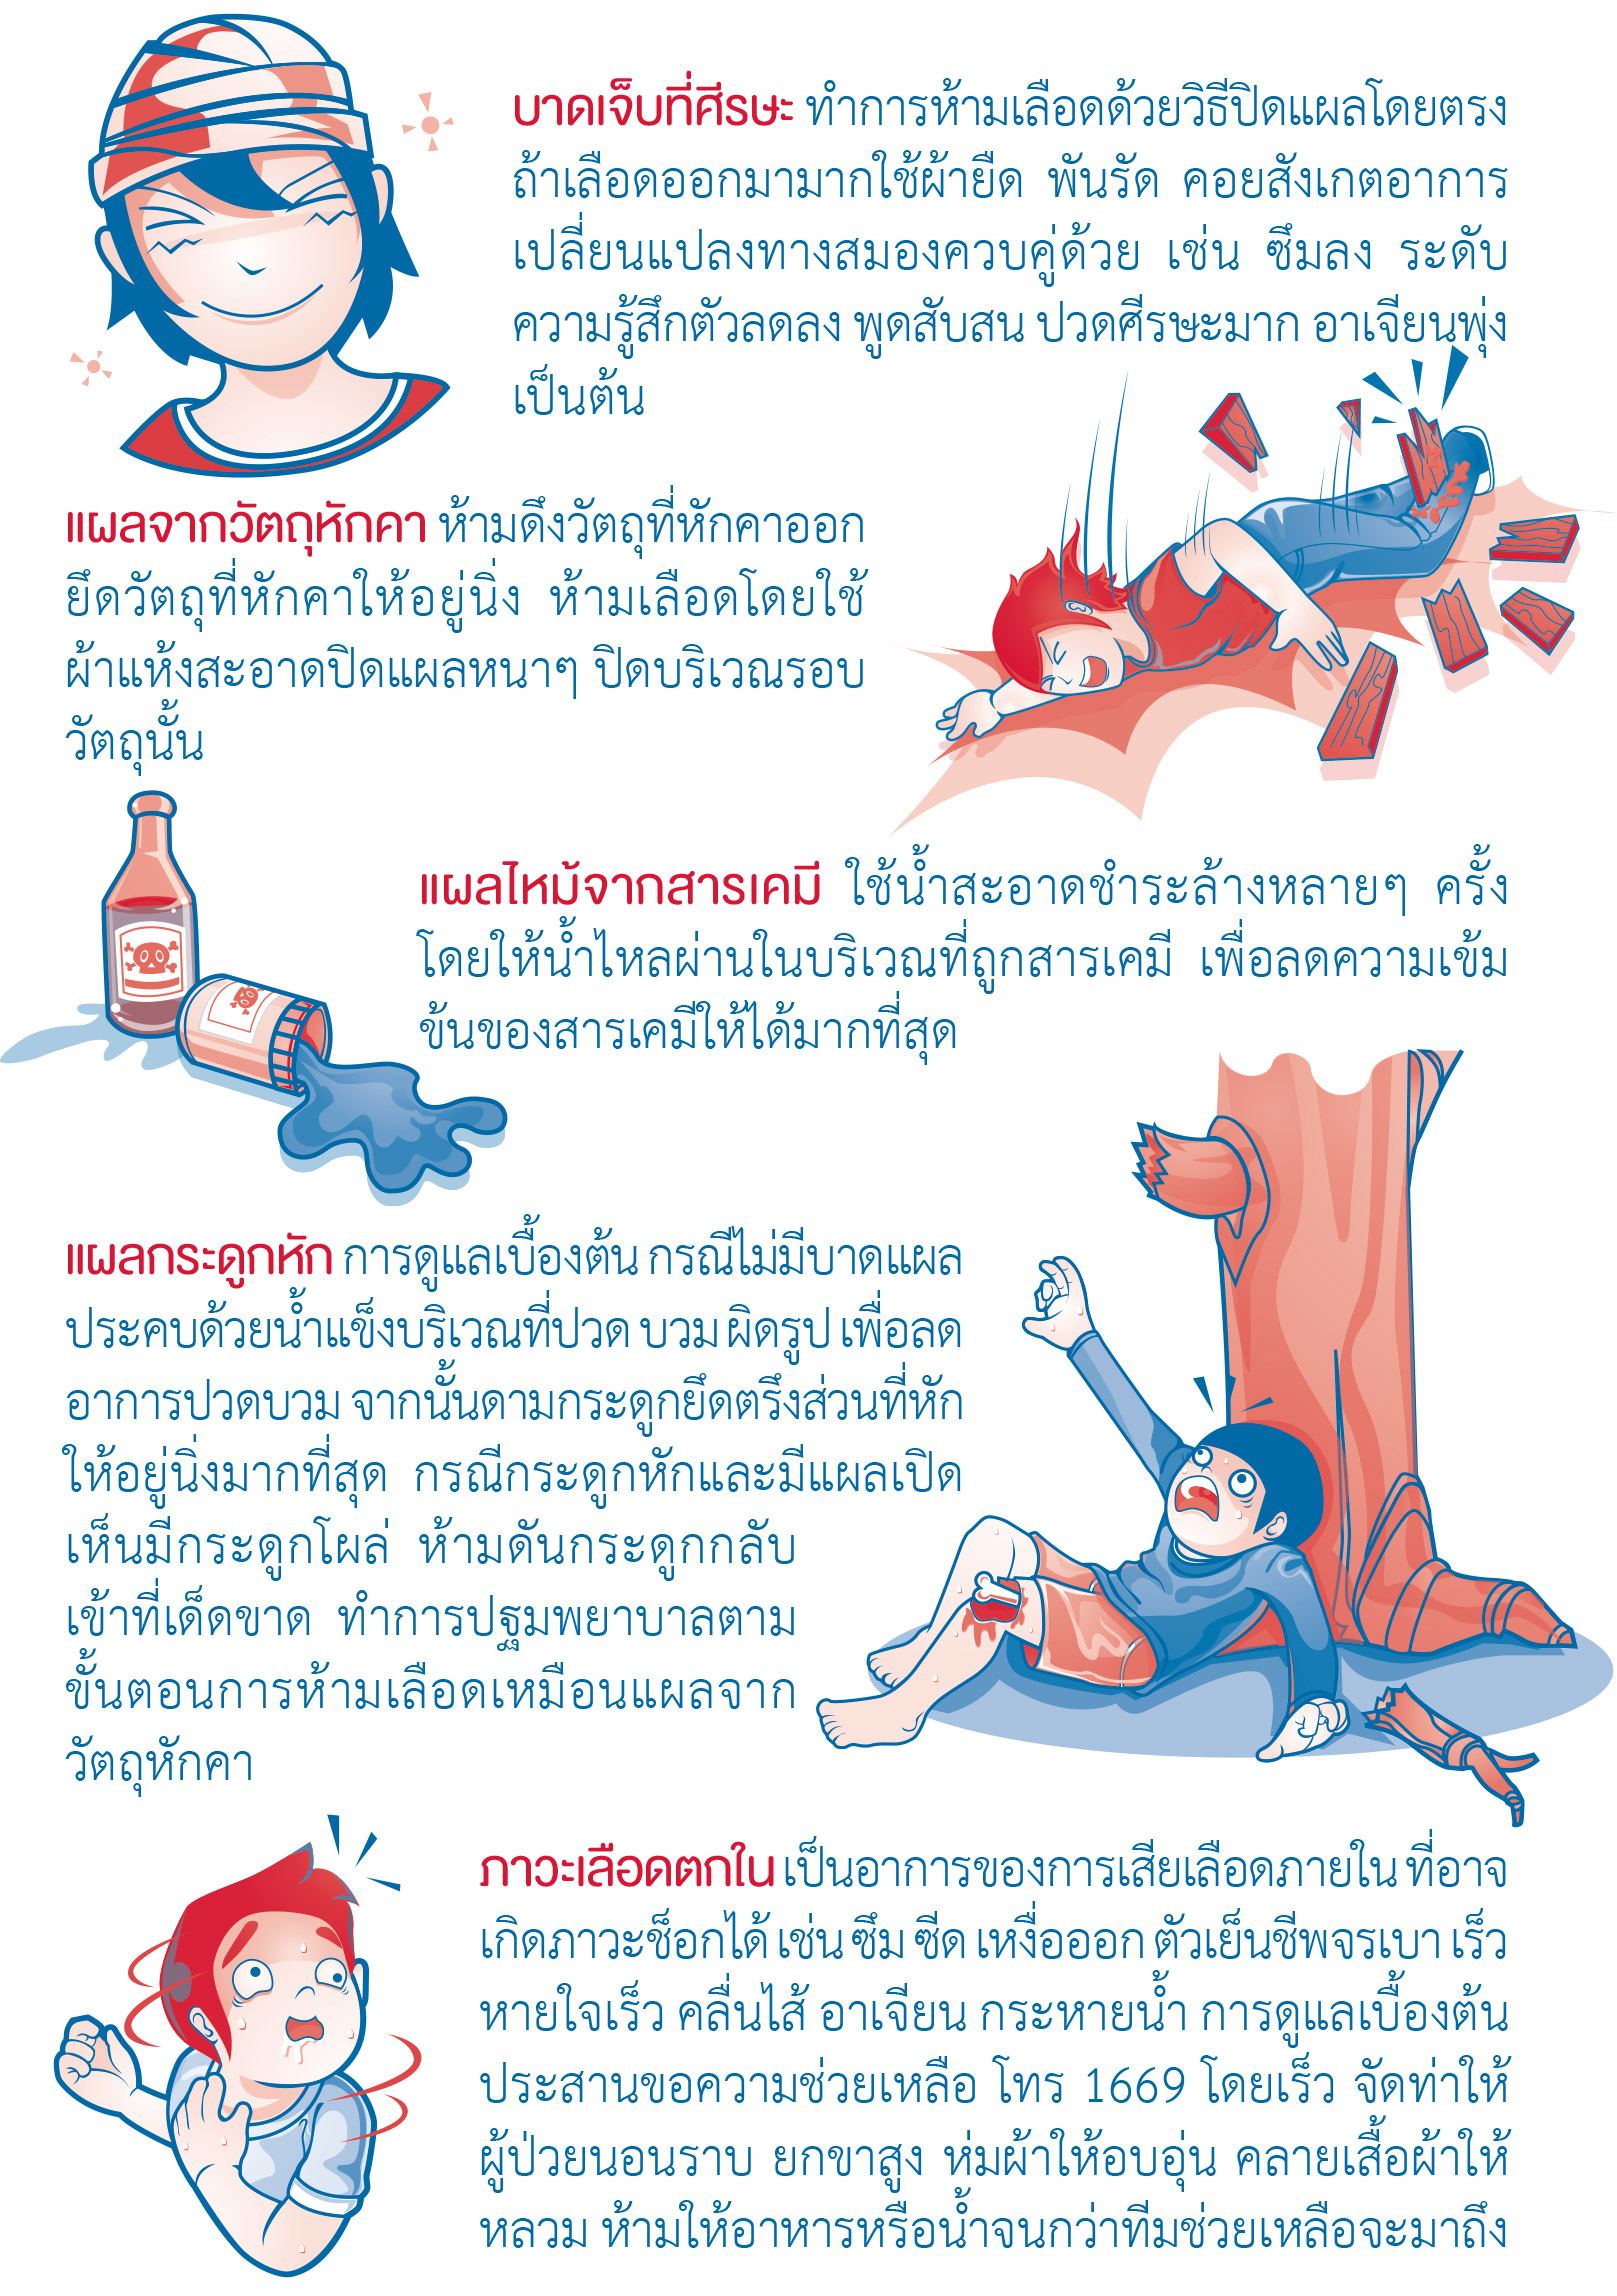 บาดเจ็บที่ศีรษะ ทำการห้ามเลือดด้วยวิธีปิดแผลโดยตรง
ถ้าเลือดออกมามากใช้ผ้ายืด พันรัด คอยสังเกตอาการ
เปลี่ยนแปลงทางสมองควบคู่ด้วย เช่น ซึมลง ระดับ
ความรู้สึกตัวลดลง พูดสับสน ปวดศีรษะมาก อาเจียนพุ่ง
เป็นต้น
แผลจากวัตถุหักคา ห้ามดึงวัตถุที่หักคาออก
ยึดวัตถุที่หักคาให้อยู่นิ่ง ห้ามเลือดโดยใช้
ผ้าแห้งสะอาดปิดแผลหนาๆ ปิดบริเวณรอบ
วัตถุนั้น
แผลไหม้จากสารเคมี ใช้น้ำสะอาดชำระล้างหลายๆ ครั้ง
โดยให้น้ำไหลผ่านในบริเวณที่ถูกสารเคมี เพื่อลดความเข้ม
ข้นของสารเคมีให้ได้มากที่สุด
แผลกระดูกหัก การดูแลเบื้องต้น กรณีไม่มีบาดแผล
ประคบด้วยน้ำแข็งบริเวณที่ปวด บวม ผิดรูป เพื่อลด
อาการปวดบวม จากนั้นดามกระดูกยึดตรึงส่วนที่หัก
ให้อยู่นิ่งมากที่สุด กรณีกระดูกหักและมีแผลเปิด
เห็นมีกระดูกโผล่ ห้ามดันกระดูกกลับ
เข้าที่เด็ดขาด ทำการปฐมพยาบาลตาม
ขั้นตอนการห้ามเลือดเหมือนแผลจาก
วัตถุหักคา
ภาวะเลือดตกใน เป็นอาการของการเสียเลือดภายใน ที่อาจ
เกิดภาวะช็อกได้ เช่น ซึม ซีด เหงื่อออก ตัวเย็นชีพจรเบา เร็ว
หายใจเร็ว คลื่นไส้ อาเจียน กระหายน้ำ การดูแลเบื้องต้น
ประสานขอความช่วยเหลือ โทร 1669 โดยเร็ว จัดท่าให้
ผู้ป่วยนอนราบ ยกขาสูง ห่มผ้าให้อบอุ่น คลายเสื้อผ้าให้
หลวม ห้ามให้อาหารหรือน้ำจนกว่าทีมช่วยเหลือจะมาถึง